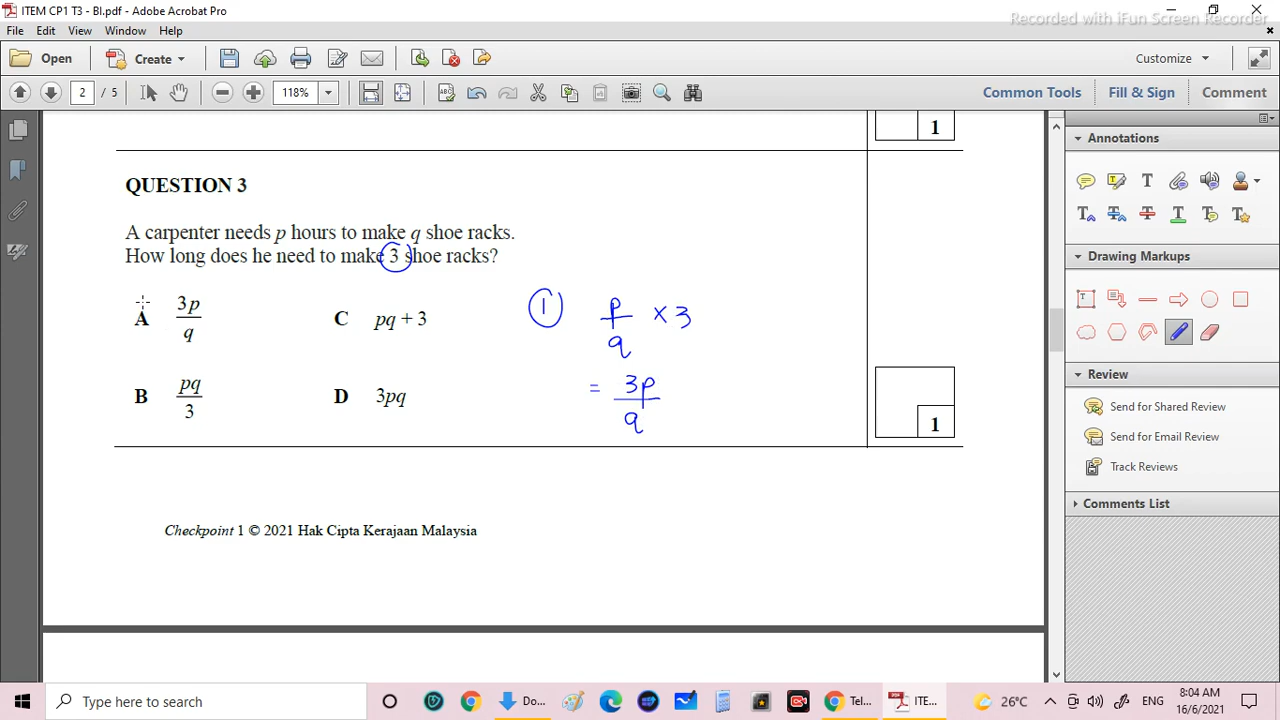 ITEM CP1 T3 - BI.pdf - Adobe Acrobat Pro
Recorded with iFun Screen Recorder
File Edit View Window Help
Open Create Customize
2 / 5 118% Common Tools Fill & Sign Comment
1
Annotations
QUESTION 3
A carpenter needs p hours to make q shoe racks.
How long does he need to make 3 shoe racks?
A 3p/q
C pq + 3
B pq/3
D 3pq
1 p/q × 3
= 3p/q
1
Checkpoint 1 © 2021 Hak Cipta Kerajaan Malaysia
Drawing Markups
Review
Send for Shared Review
Send for Email Review
Track Reviews
Comments List
Type here to search
Do...
Tel...
ITE...
26°C
ENG
8:04 AM
16/6/2021